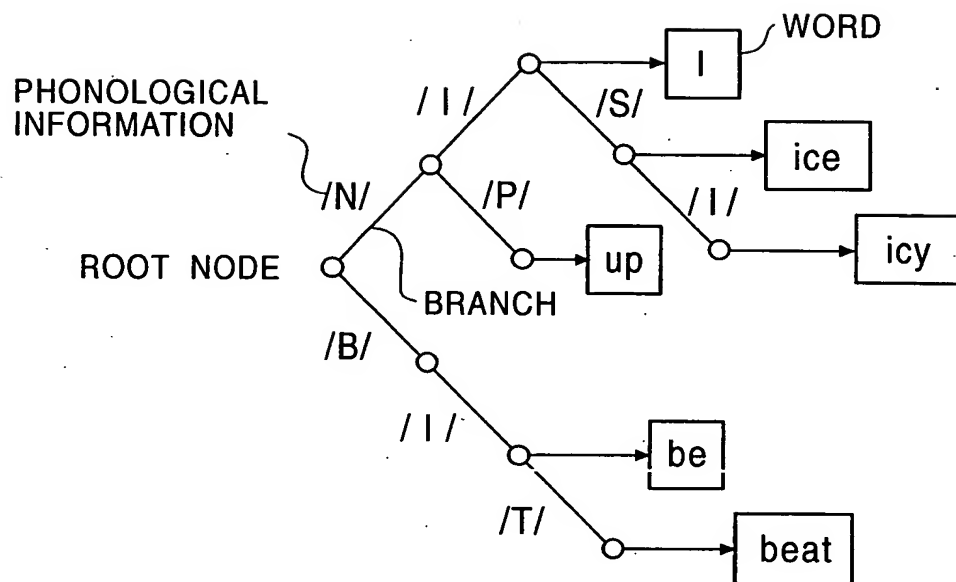 WORD
I
PHONOLOGICAL
INFORMATION
/ I /
/S/
ice
/N/
/P/
/ I /
icy
ROOT NODE
up
BRANCH
/B/
/ I /
be
/T/
beat